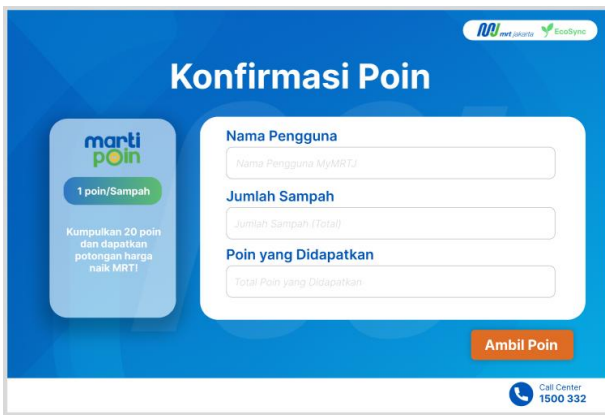 mrt jakarta EcoSync
Konfirmasi Poin
marti
poin
1 poin/Sampah
Kumpulkan 20 poin
dan dapatkan
potongan harga
naik MRT!
Nama Pengguna
Nama Pengguna MyMRTJ
Jumlah Sampah
Jumlah Sampah (Total)
Poin yang Didapatkan
Total Poin yang Didapatkan
Ambil Poin
Call Center
1500 332